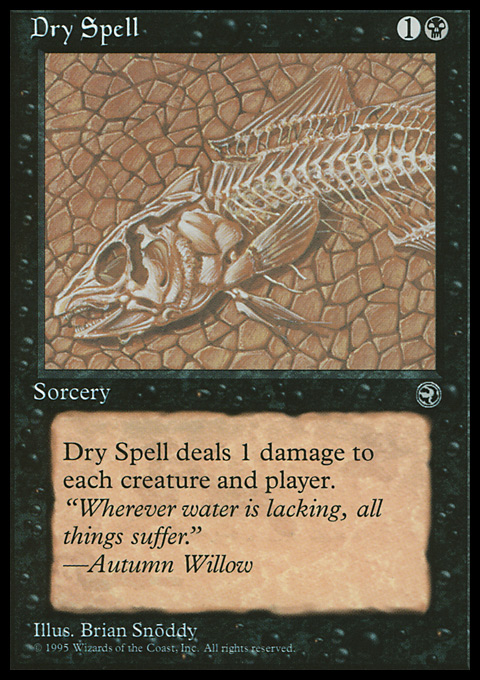 Dry Spell
1
Sorcery
Dry Spell deals 1 damage to
each creature and player.
“Wherever water is lacking, all
things suffer.”
—Autumn Willow
Illus. Brian Snōddy
© 1995 Wizards of the Coast, Inc. All rights reserved.